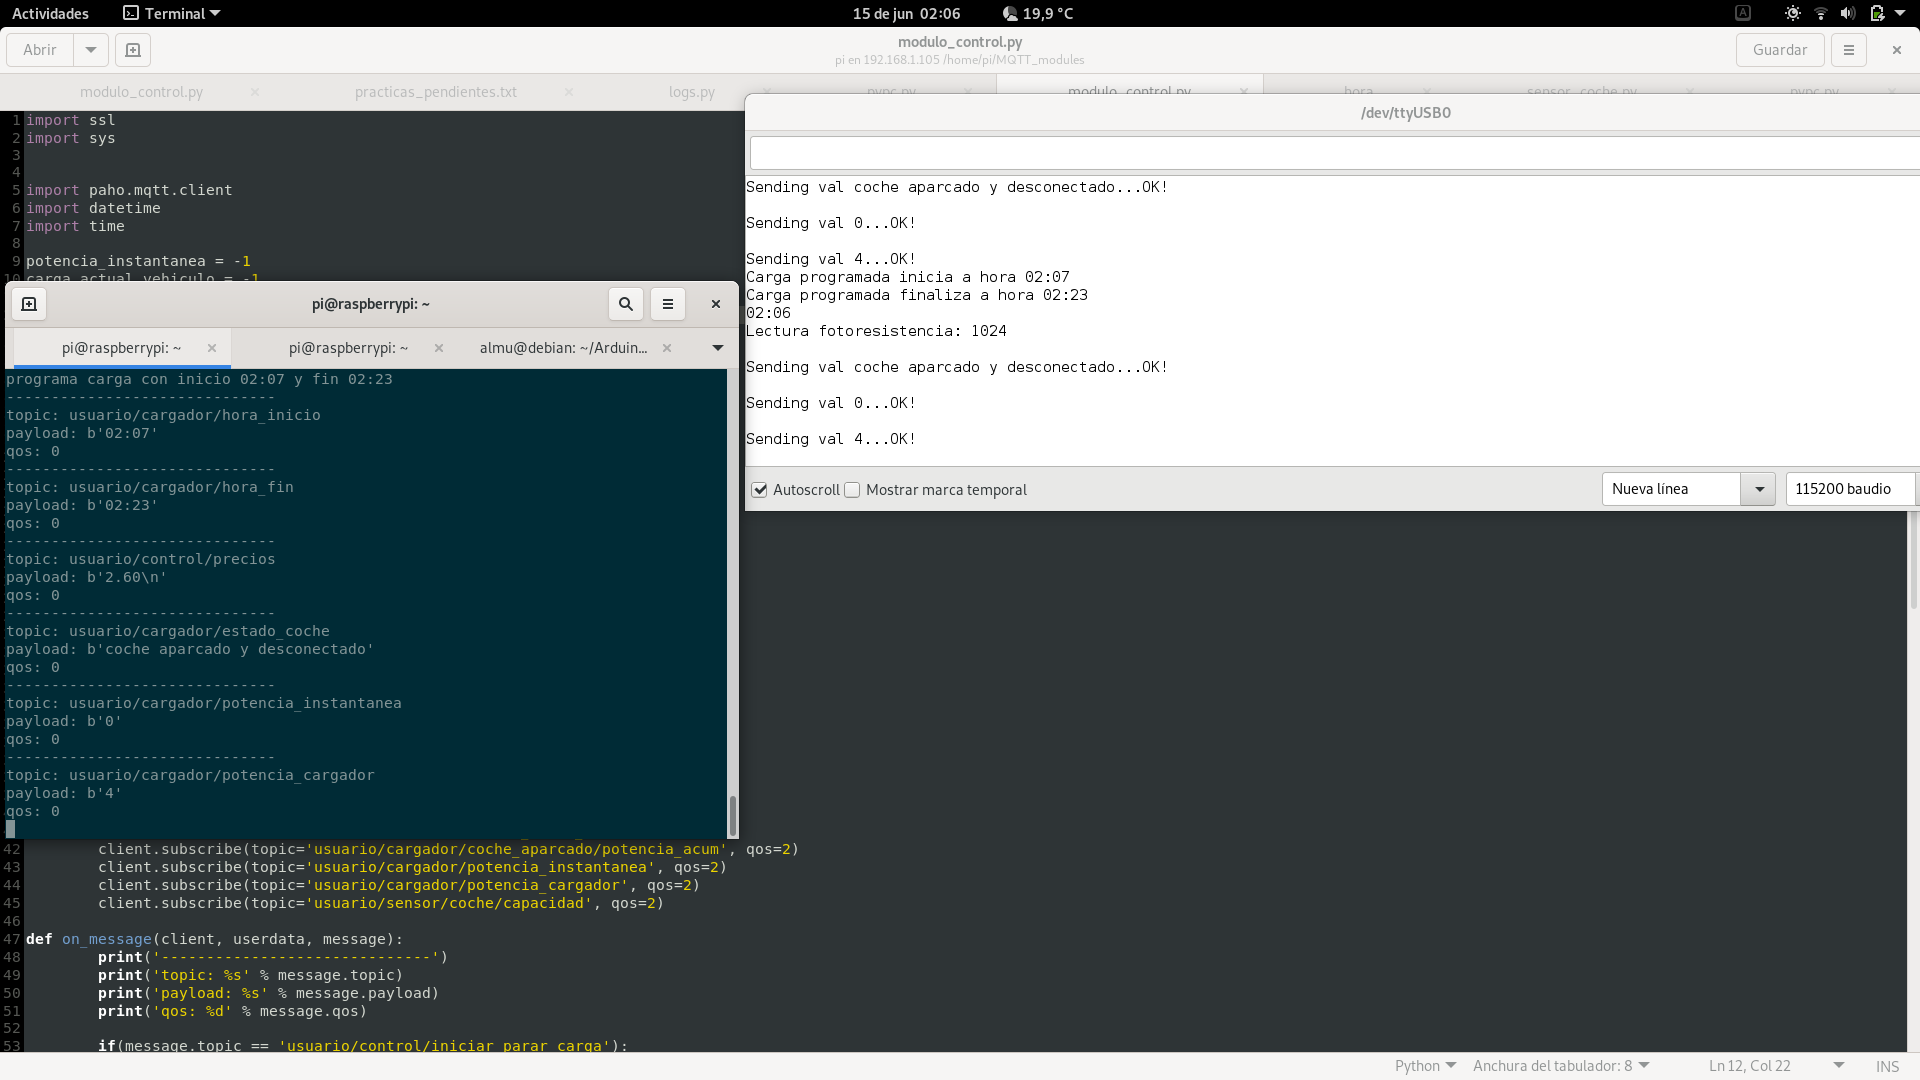 Actividades
Terminal
15 de jun 02:06
19,9 °C
A
Abrir
modulo_control.py
pi en 192.168.1.105 /home/pi/MQTT_modules
Guardar
modulo_control.py
practicas_pendientes.txt
logs.py
pvpc.py
modulo_control.py
hora
sensor_coche.py
pvpc.py
1 import ssl
2 import sys
3
4
5 import paho.mqtt.client
6 import datetime
7 import time
8
9 potencia_instantanea = -1
10 carga_actual_vehiculo = -1
/dev/ttyUSB0
Sending val coche aparcado y desconectado...OK!
Sending val 0...OK!
Sending val 4...OK!
Carga programada inicia a hora 02:07
Carga programada finaliza a hora 02:23
02:06
Lectura fotoresistencia: 1024
Sending val coche aparcado y desconectado...OK!
Sending val 0...OK!
Sending val 4...OK!
Autoscroll
Mostrar marca temporal
Nueva línea
115200 baudio
pi@raspberrypi: ~
pi@raspberrypi: ~
pi@raspberrypi: ~
almu@debian: ~/Arduin...
programa carga con inicio 02:07 y fin 02:23
------------------------------
topic: usuario/cargador/hora_inicio
payload: b'02:07'
qos: 0
------------------------------
topic: usuario/cargador/hora_fin
payload: b'02:23'
qos: 0
------------------------------
topic: usuario/control/precios
payload: b'2.60\n'
qos: 0
------------------------------
topic: usuario/cargador/estado_coche
payload: b'coche aparcado y desconectado'
qos: 0
------------------------------
topic: usuario/cargador/potencia_instantanea
payload: b'0'
qos: 0
------------------------------
topic: usuario/cargador/potencia_cargador
payload: b'4'
qos: 0
42 client.subscribe(topic='usuario/cargador/coche_aparcado/potencia_acum', qos=2)
43 client.subscribe(topic='usuario/cargador/potencia_instantanea', qos=2)
44 client.subscribe(topic='usuario/cargador/potencia_cargador', qos=2)
45 client.subscribe(topic='usuario/sensor/coche/capacidad', qos=2)
46
47 def on_message(client, userdata, message):
48 print('------------------------------')
49 print('topic: %s' % message.topic)
50 print('payload: %s' % message.payload)
51 print('qos: %d' % message.qos)
52
53 if(message.topic == 'usuario/control/iniciar_parar_carga'):
Python
Anchura del tabulador: 8
Ln 12, Col 22
INS